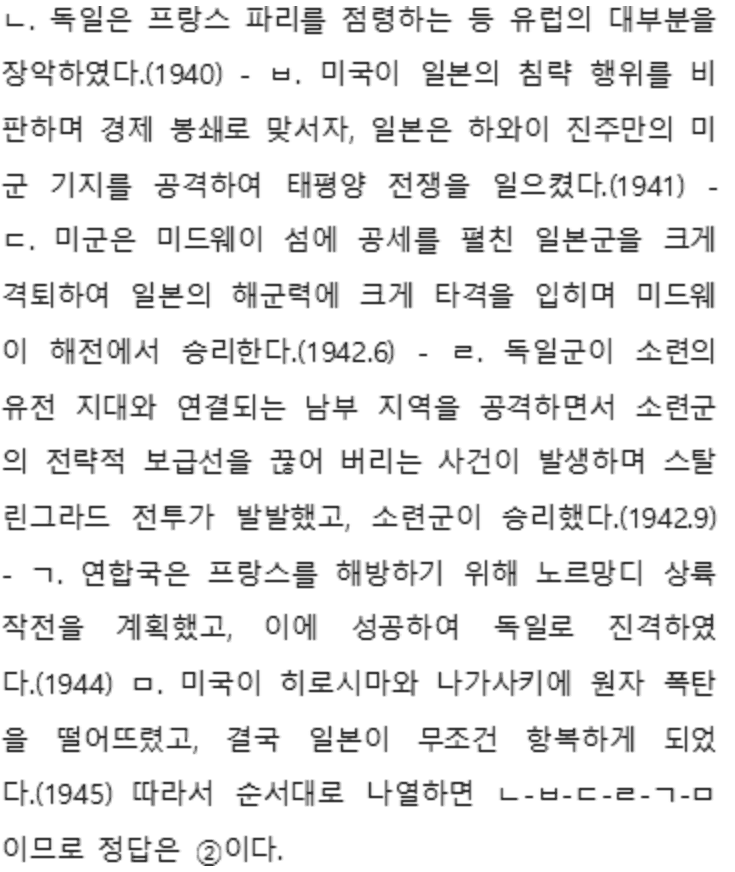 ㄴ. 독일은 프랑스 파리를 점령하는 등 유럽의 대부분을
장악하였다.(1940) - ㅂ. 미국이 일본의 침략 행위를 비
판하며 경제 봉쇄로 맞서자, 일본은 하와이 진주만의 미
군 기지를 공격하여 태평양 전쟁을 일으켰다.(1941) -
ㄷ. 미군은 미드웨이 섬에 공세를 펼친 일본군을 크게
격퇴하여 일본의 해군력에 크게 타격을 입히며 미드웨
이 해전에서 승리한다.(1942.6) - ㄹ. 독일군이 소련의
유전 지대와 연결되는 남부 지역을 공격하면서 소련군
의 전략적 보급선을 끊어 버리는 사건이 발생하며 스탈
린그라드 전투가 발발했고, 소련군이 승리했다.(1942.9)
- ㄱ. 연합국은 프랑스를 해방하기 위해 노르망디 상륙
작전을 계획했고, 이에 성공하여 독일로 진격하였
다.(1944) ㅁ. 미국이 히로시마와 나가사키에 원자 폭탄
을 떨어뜨렸고, 결국 일본이 무조건 항복하게 되었
다.(1945) 따라서 순서대로 나열하면 ㄴ-ㅂ-ㄷ-ㄹ-ㄱ-ㅁ
이므로 정답은 ②이다.